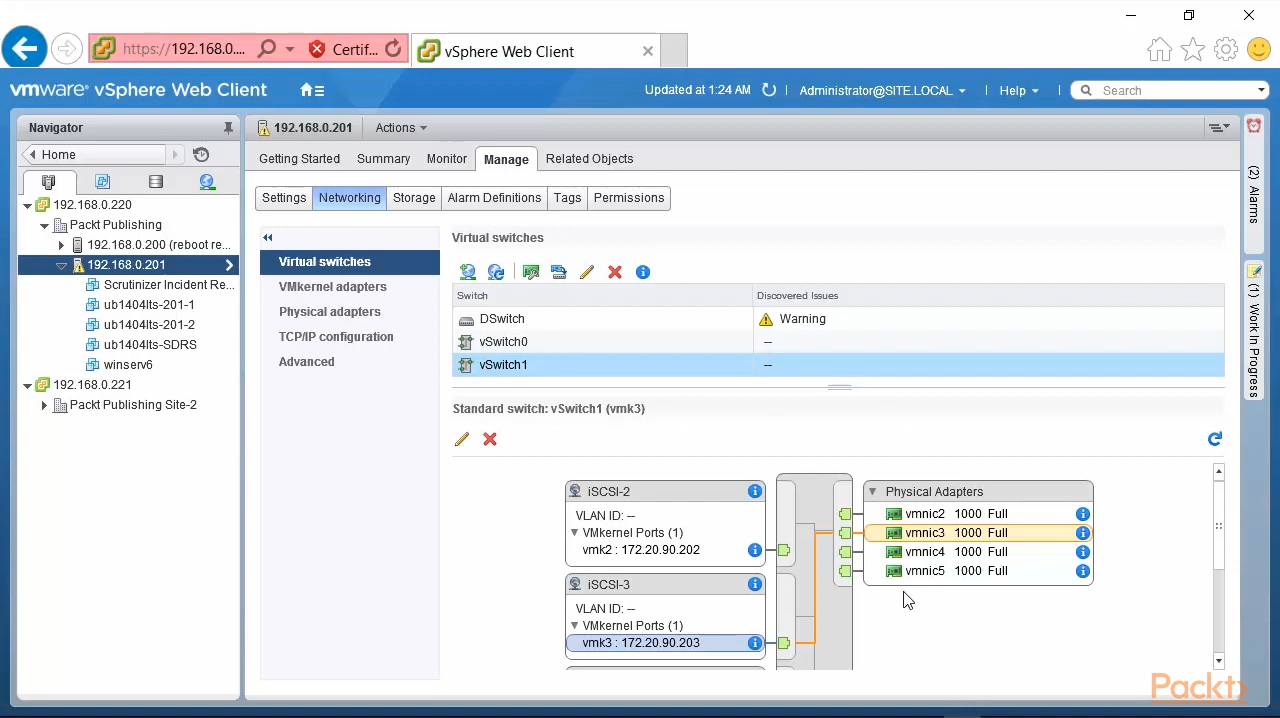 https://192.168.0.... Certif... vSphere Web Client
vmware® vSphere Web Client Updated at 1:24 AM Administrator@SITE.LOCAL Help Search
Navigator
Home
192.168.0.220
Packt Publishing
192.168.0.200 (reboot re...
192.168.0.201
Scrutinizer Incident Re...
ub1404lts-201-1
ub1404lts-201-2
ub1404lts-SDRS
winserv6
192.168.0.221
Packt Publishing Site-2
192.168.0.201 Actions
Getting Started Summary Monitor Manage Related Objects
Settings Networking Storage Alarm Definitions Tags Permissions
Virtual switches
VMkernel adapters
Physical adapters
TCP/IP configuration
Advanced
Virtual switches
Switch Discovered Issues
DSwitch Warning
vSwitch0 --
vSwitch1 --
Standard switch: vSwitch1 (vmk3)
iSCSI-2
VLAN ID: --
VMkernel Ports (1)
vmk2 : 172.20.90.202
iSCSI-3
VLAN ID: --
VMkernel Ports (1)
vmk3 : 172.20.90.203
Physical Adapters
vmnic2 1000 Full
vmnic3 1000 Full
vmnic4 1000 Full
vmnic5 1000 Full
(2) Alarms
(1) Work In Progress
Packt